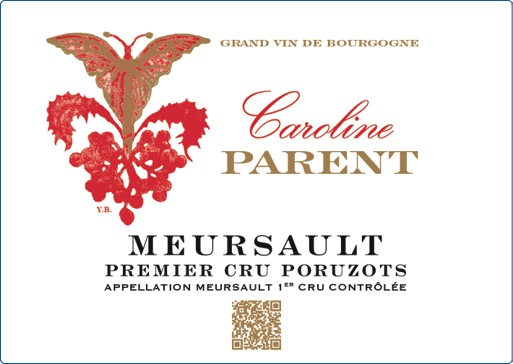 GRAND VIN DE BOURGOGNE
Caroline
PARENT
Y.B.
MEURSAULT
PREMIER CRU PORUZOTS
APPELLATION MEURSAULT 1ER CRU CONTRÔLÉE